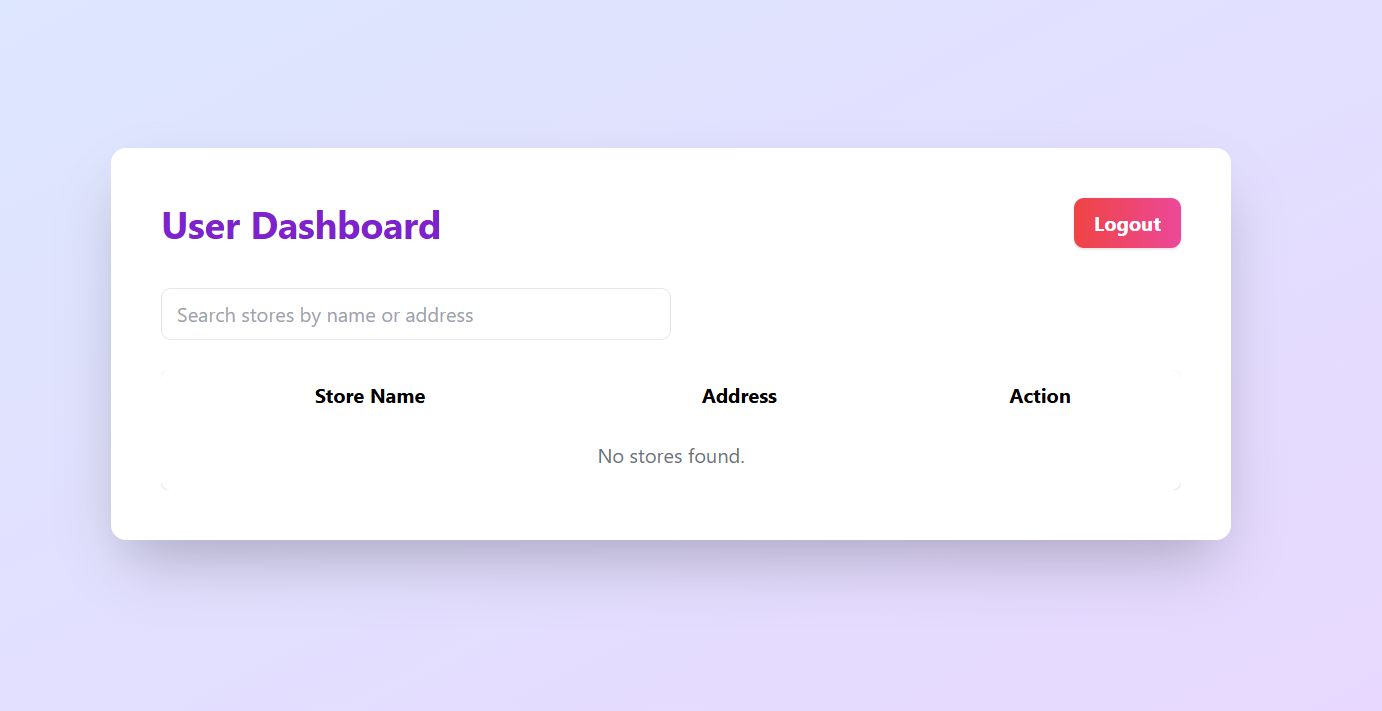 User Dashboard
Logout
Search stores by name or address
Store Name Address Action
No stores found.